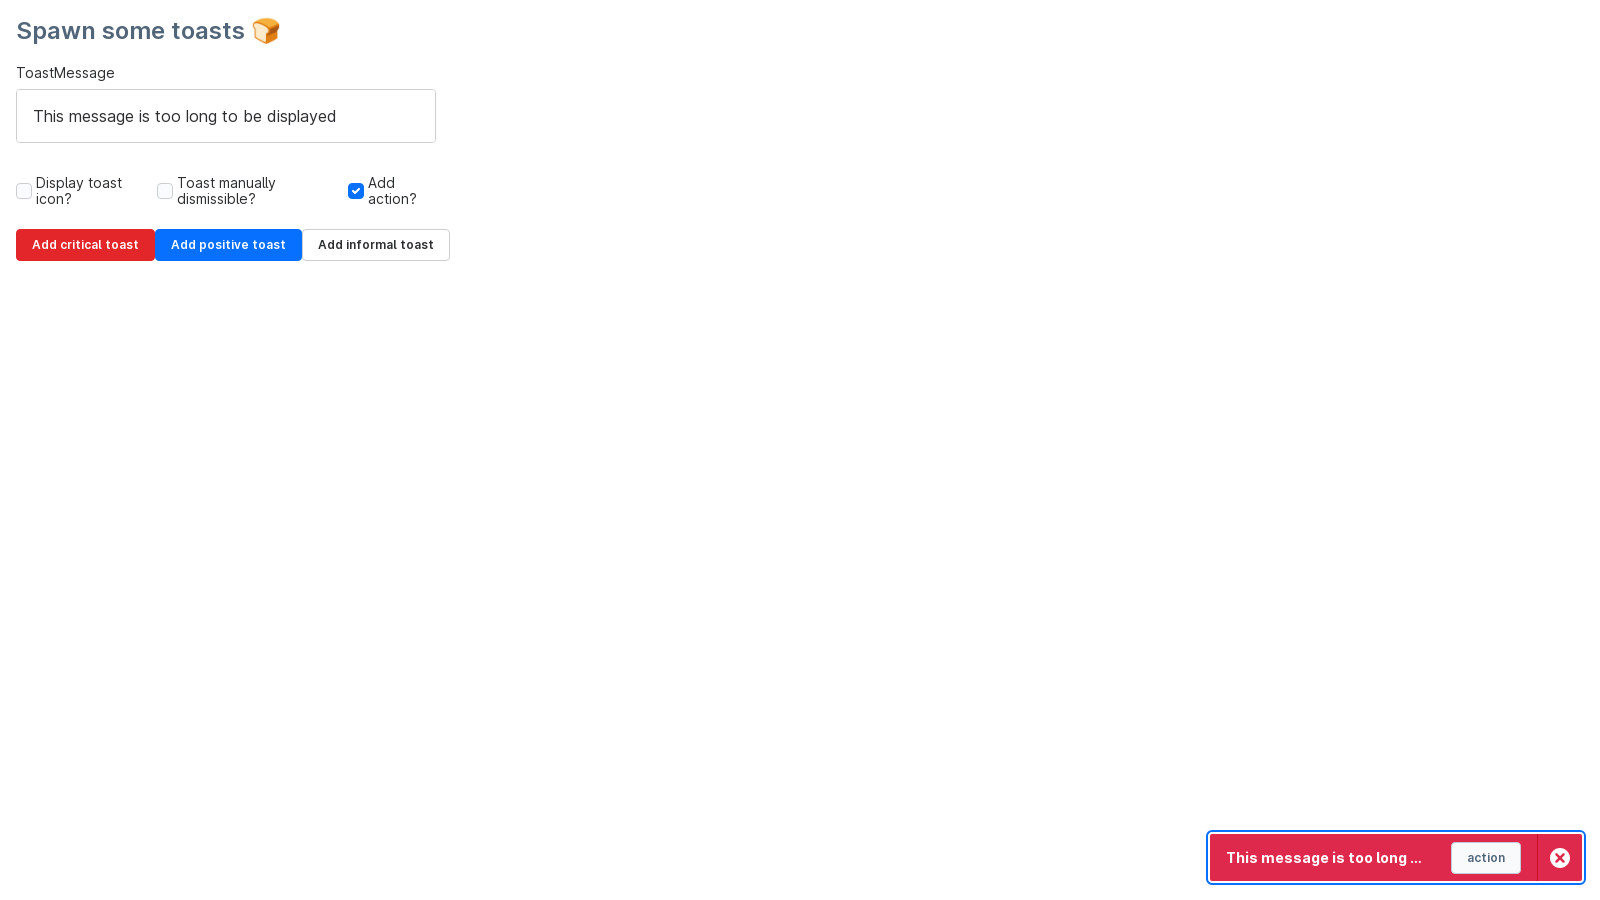 Spawn some toasts 🍞
ToastMessage
This message is too long to be displayed
Display toast icon?
Toast manually dismissible?
Add action?
Add critical toast
Add positive toast
Add informal toast
This message is too long ...
action